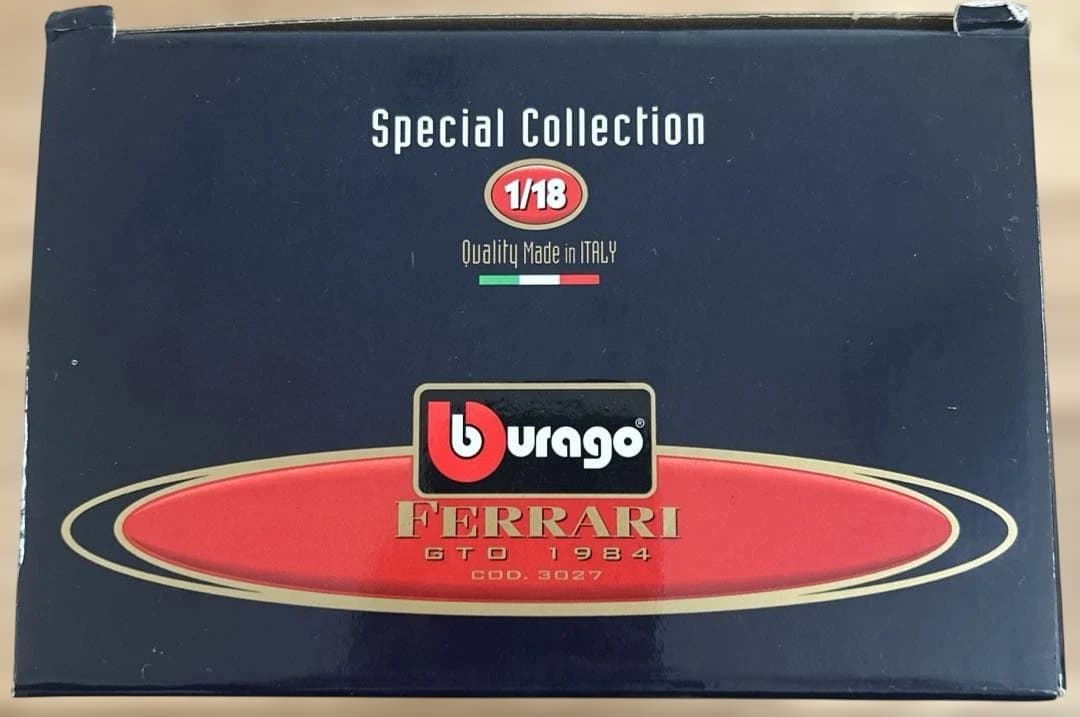 Special Collection
1/18
Quality Made in ITALY
burago®
FERRARI
GTO 1984
COD. 3027